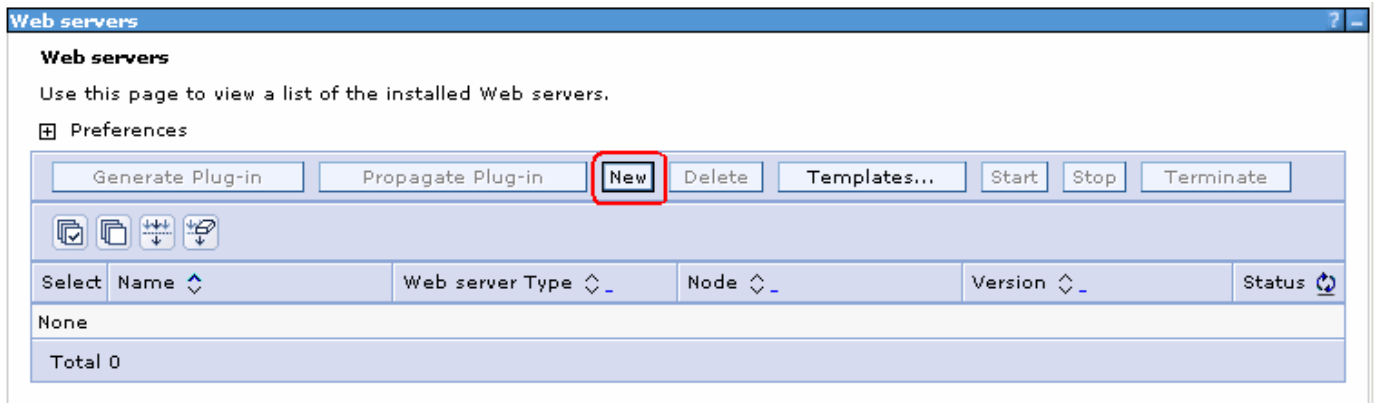 Web servers ? _
Web servers
Use this page to view a list of the installed Web servers.
Preferences
Generate Plug-in Propagate Plug-in New Delete Templates... Start Stop Terminate
Select Name Web server Type Node Version Status
None
Total 0